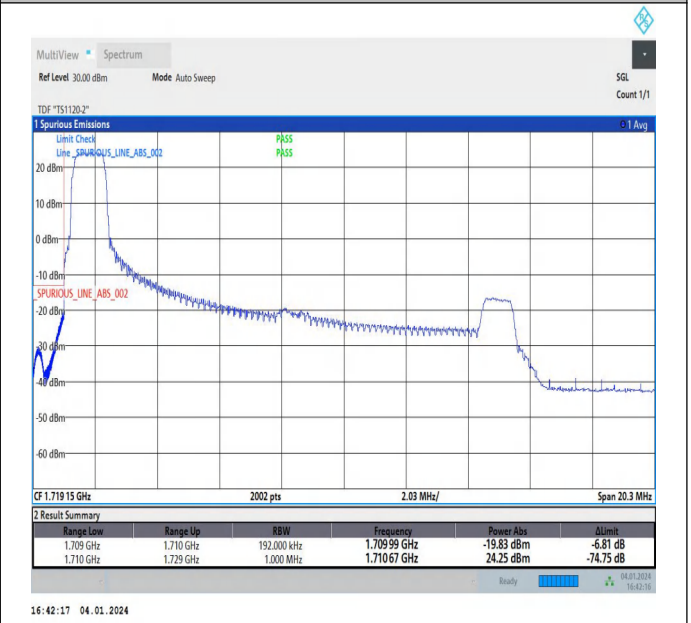 MultiView Spectrum
Ref Level 30.00 dBm Mode Auto Sweep SGL
Count 1/1
TDF "TS1120-2"
1 Spurious Emissions 1 Avg
Limit Check PASS
Line _SPURIOUS_LINE_ABS_002 PASS
20 dBm
10 dBm
0 dBm
-10 dBm
_SPURIOUS_LINE_ABS_002
-20 dBm
-30 dBm
-40 dBm
-50 dBm
-60 dBm
CF 1.719 15 GHz 2002 pts 2.03 MHz/ Span 20.3 MHz
2 Result Summary
Range Low Range Up RBW Frequency Power Abs ΔLimit
1.709 GHz 1.710 GHz 192.000 kHz 1.709 99 GHz -19.83 dBm -6.81 dB
1.710 GHz 1.729 GHz 1.000 MHz 1.710 67 GHz 24.25 dBm -74.75 dB
Ready 04.01.2024
16:42:16
16:42:17 04.01.2024